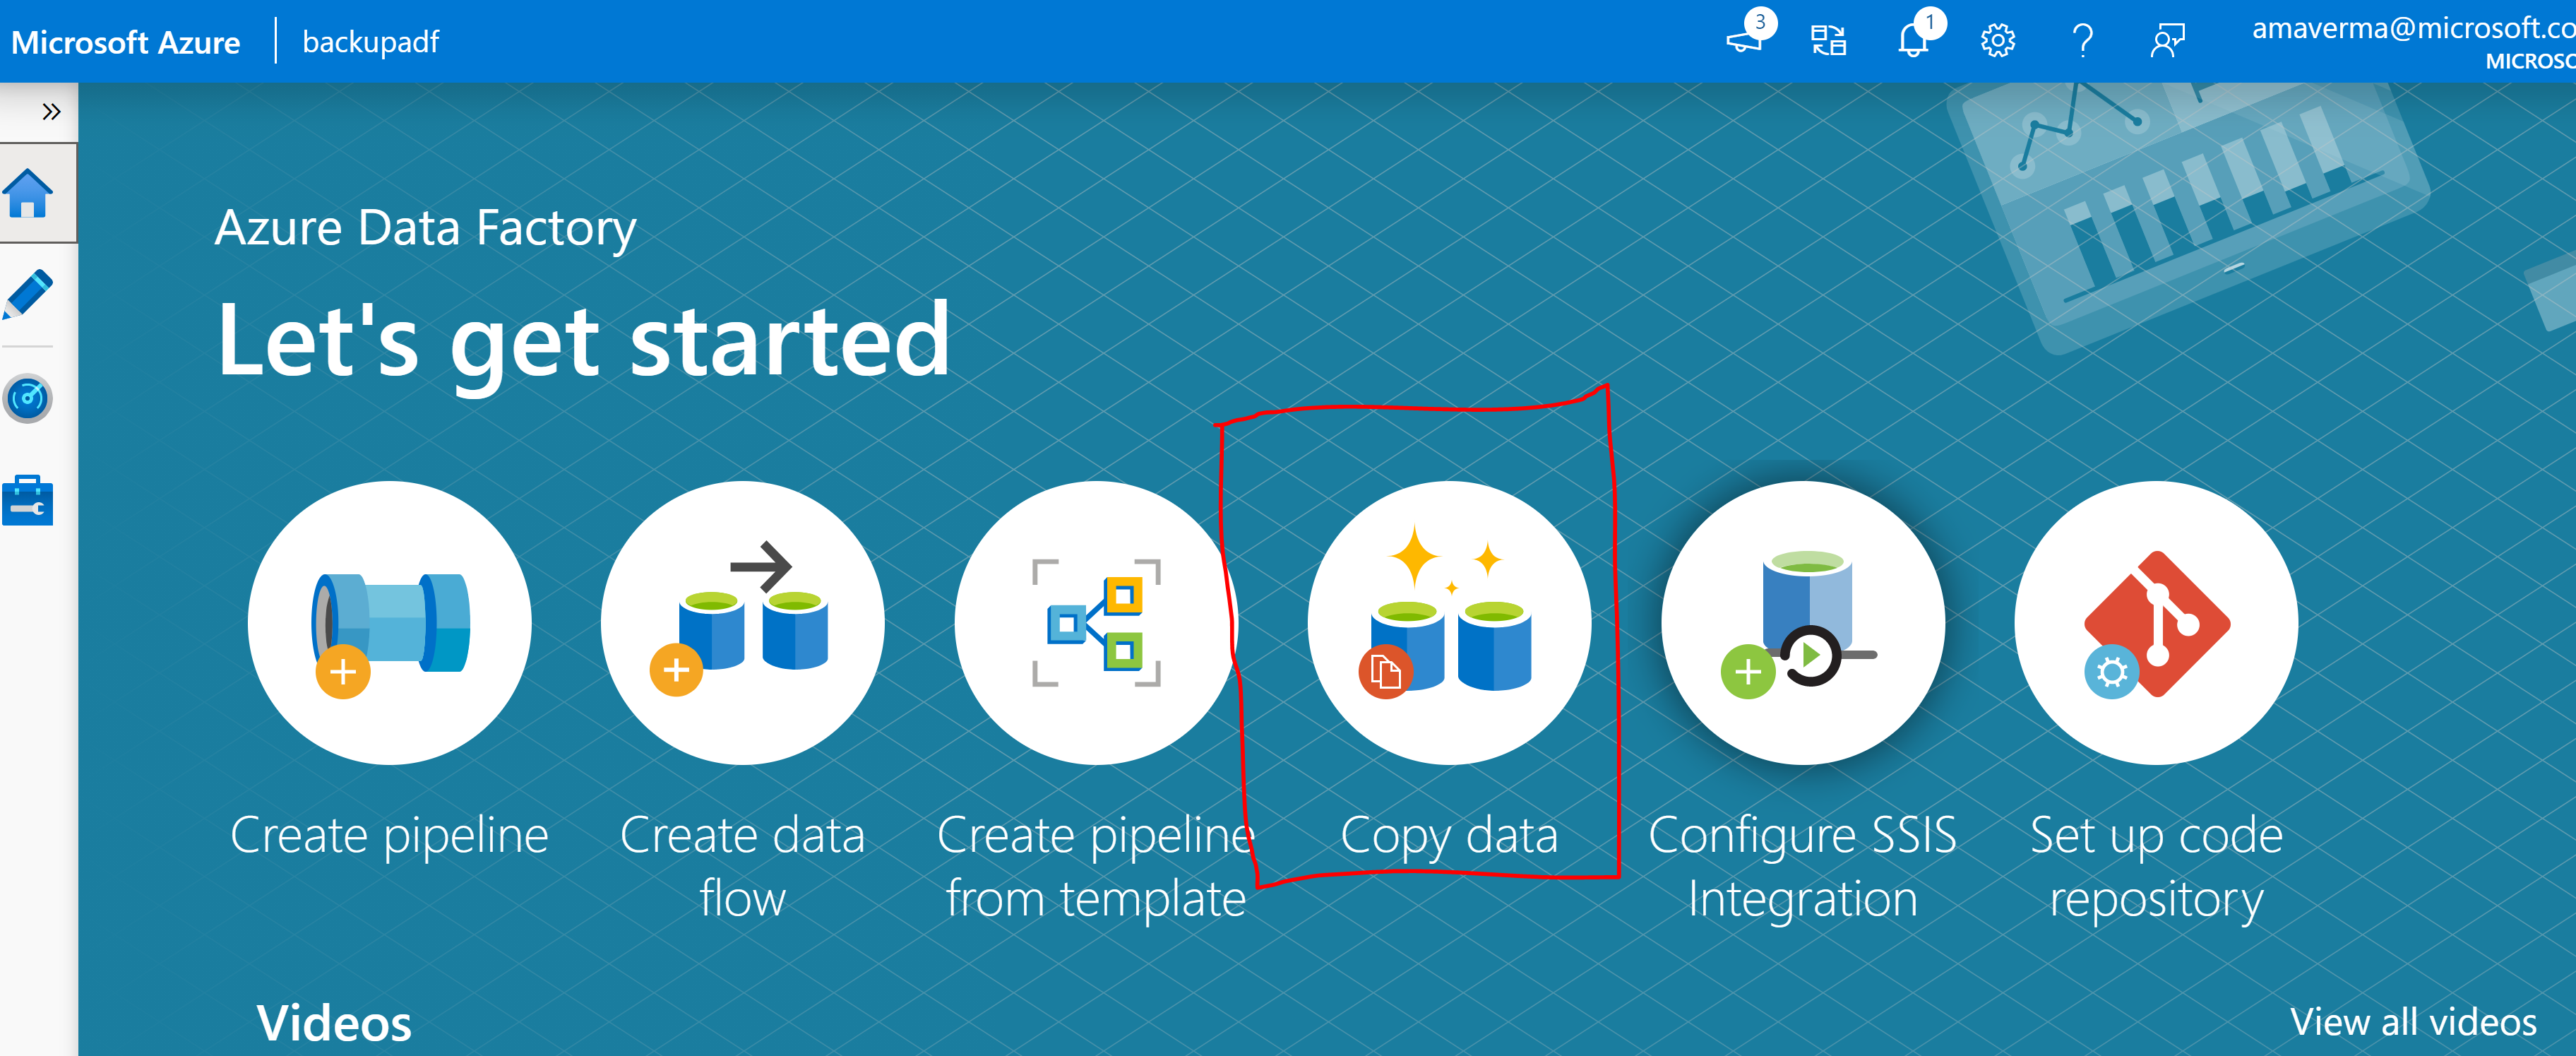 Microsoft Azure backupadf 3 1 amaverma@microsoft.co
MICROSO
Azure Data Factory
Let's get started
Create pipeline
Create data
flow
Create pipeline
from template
Copy data
Configure SSIS
Integration
Set up code
repository
Videos
View all videos